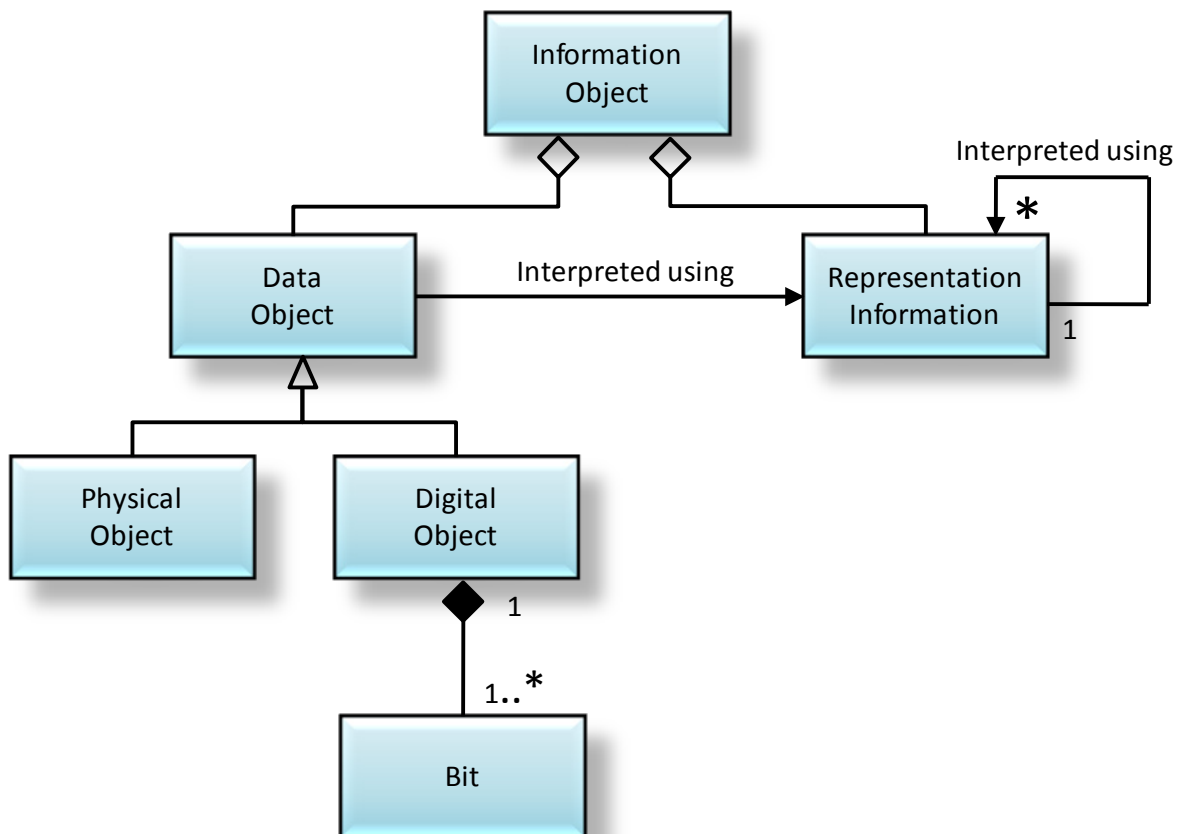 Information
Object
Interpreted using
*
Data
Object
Interpreted using
Representation
Information
1
Physical
Object
Digital
Object
1
1..*
Bit